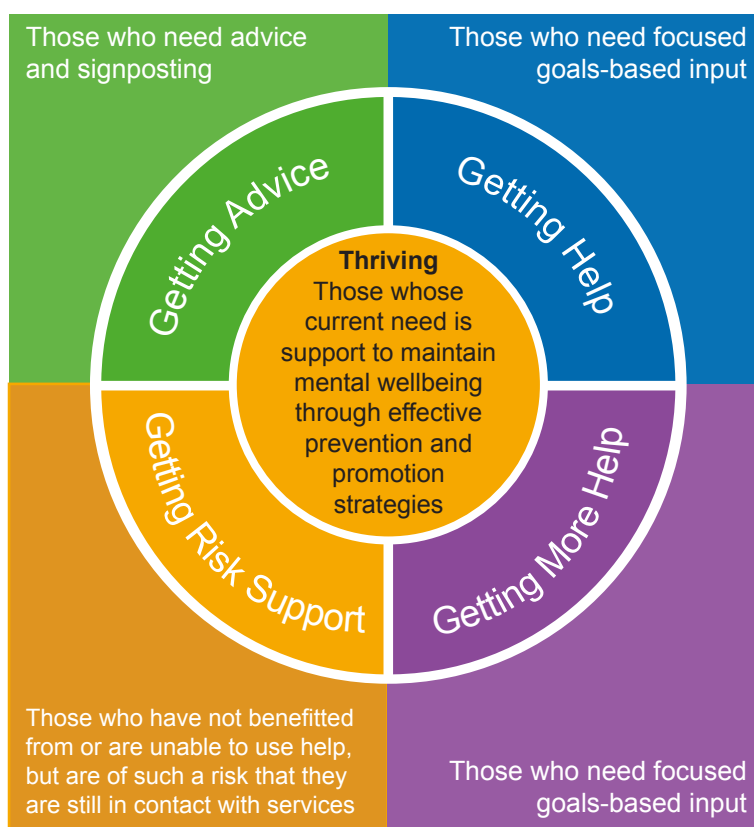 Those who need advice
and signposting
Those who need focused
goals-based input
Getting Advice
Getting Help
Thriving
Those whose
current need is
support to maintain
mental wellbeing
through effective
prevention and
promotion
strategies
Getting Risk Support
Getting More Help
Those who have not benefitted
from or are unable to use help,
but are of such a risk that they
are still in contact with services
Those who need focused
goals-based input